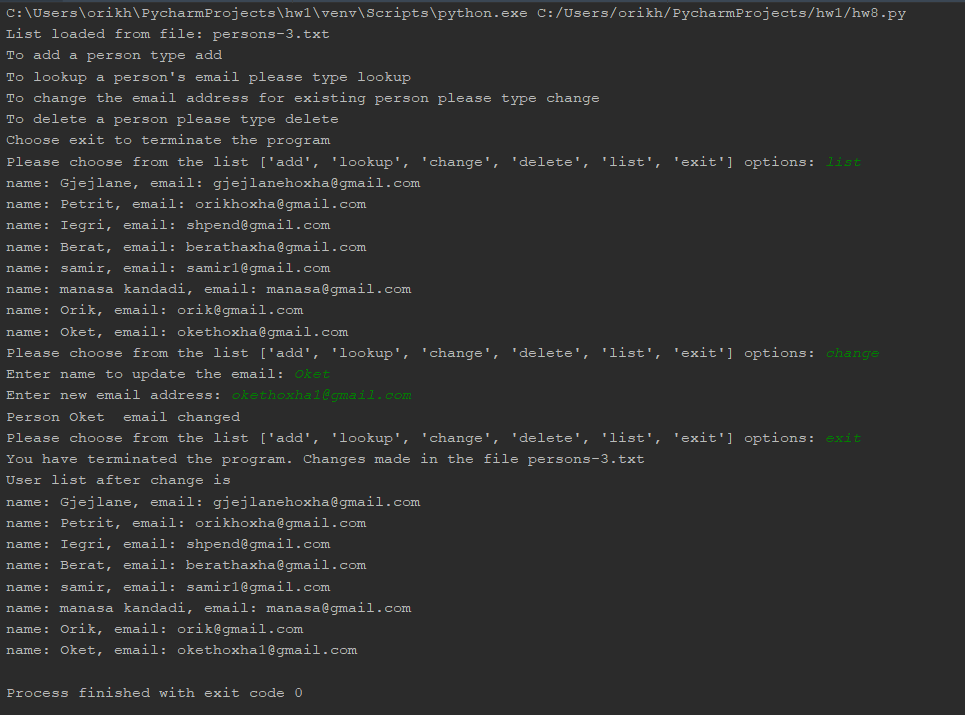 C:\Users\orikh\PycharmProjects\hw1\venv\Scripts\python.exe C:/Users/orikh/PycharmProjects/hw1/hw8.py
List loaded from file: persons-3.txt
To add a person type add
To lookup a person's email please type lookup
To change the email address for existing person please type change
To delete a person please type delete
Choose exit to terminate the program
Please choose from the list ['add', 'lookup', 'change', 'delete', 'list', 'exit'] options: list
name: Gjejlane, email: gjejlanehoxha@gmail.com
name: Petrit, email: orikhoxha@gmail.com
name: Iegri, email: shpend@gmail.com
name: Berat, email: berathaxha@gmail.com
name: samir, email: samir1@gmail.com
name: manasa kandadi, email: manasa@gmail.com
name: Orik, email: orik@gmail.com
name: Oket, email: okethoxha@gmail.com
Please choose from the list ['add', 'lookup', 'change', 'delete', 'list', 'exit'] options: change
Enter name to update the email: Oket
Enter new email address: okethoxha1@gmail.com
Person Oket  email changed
Please choose from the list ['add', 'lookup', 'change', 'delete', 'list', 'exit'] options: exit
You have terminated the program. Changes made in the file persons-3.txt
User list after change is
name: Gjejlane, email: gjejlanehoxha@gmail.com
name: Petrit, email: orikhoxha@gmail.com
name: Iegri, email: shpend@gmail.com
name: Berat, email: berathaxha@gmail.com
name: samir, email: samir1@gmail.com
name: manasa kandadi, email: manasa@gmail.com
name: Orik, email: orik@gmail.com
name: Oket, email: okethoxha1@gmail.com
Process finished with exit code 0